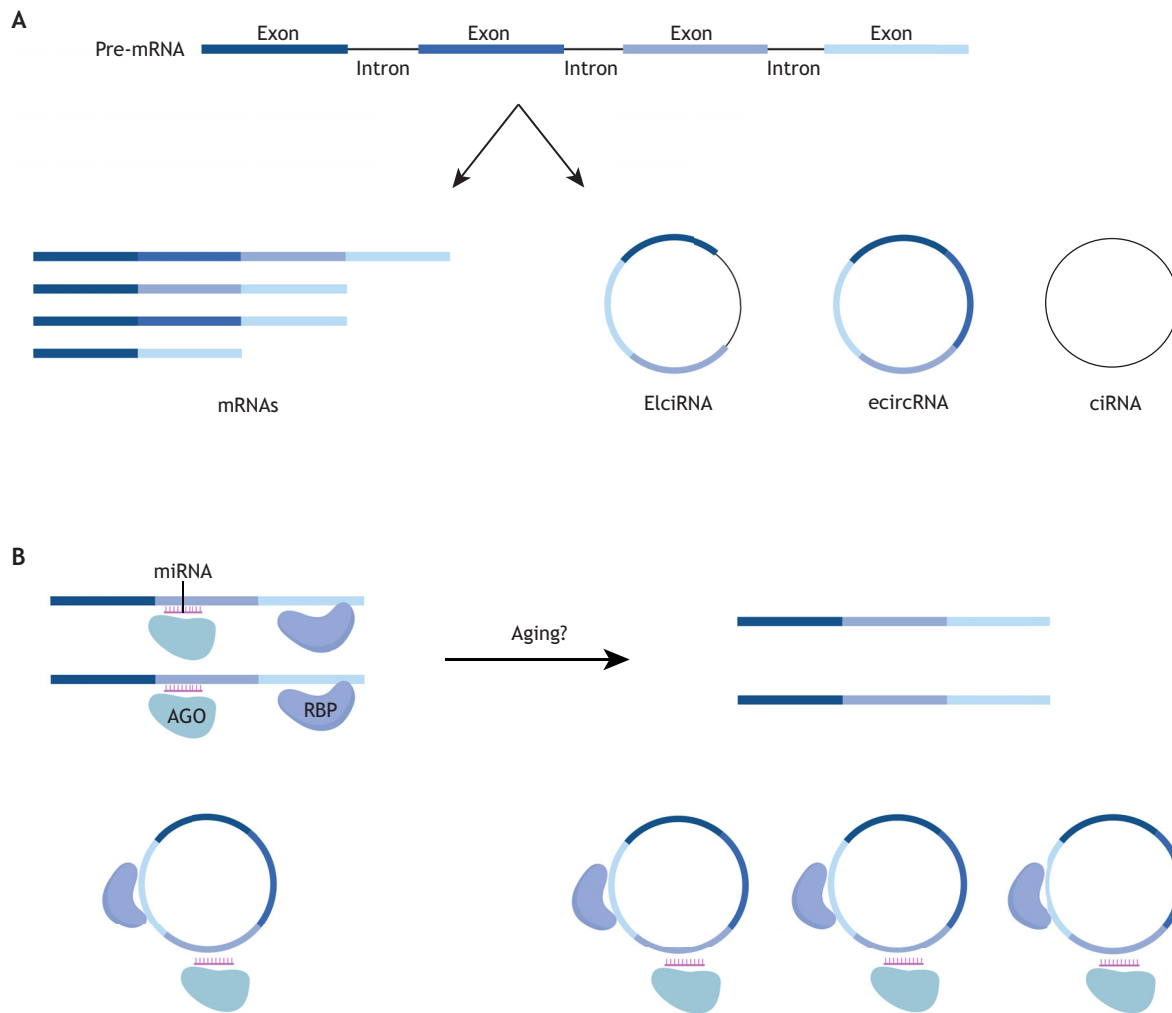 A
Pre-mRNA
Exon
Exon
Exon
Exon
Intron
Intron
Intron
mRNAs
ElciRNA
ecircRNA
ciRNA
B
miRNA
Aging?
AGO
RBP